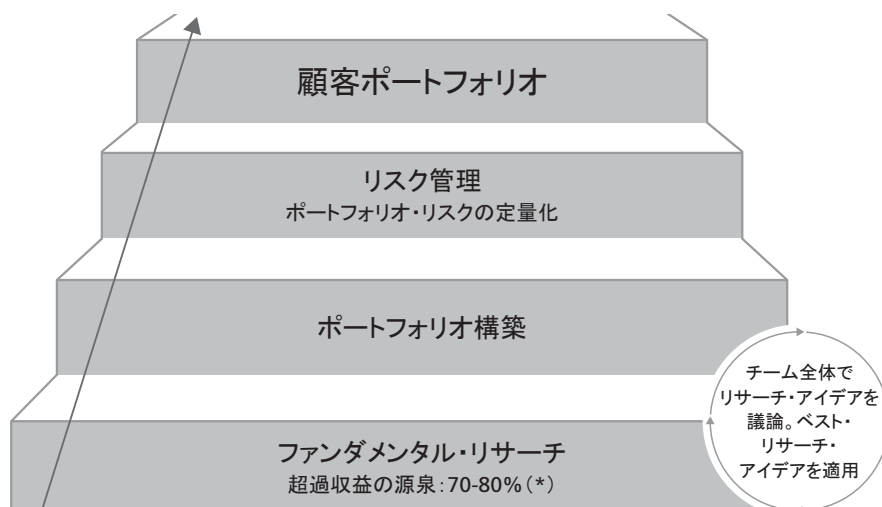 顧客ポートフォリオ
リスク管理
ポートフォリオ・リスクの定量化
ポートフォリオ構築
チーム全体で
リサーチ・アイデアを
議論。ベスト・
リサーチ・
アイデアを適用
ファンダメンタル・リサーチ
超過収益の源泉：70-80%（*）